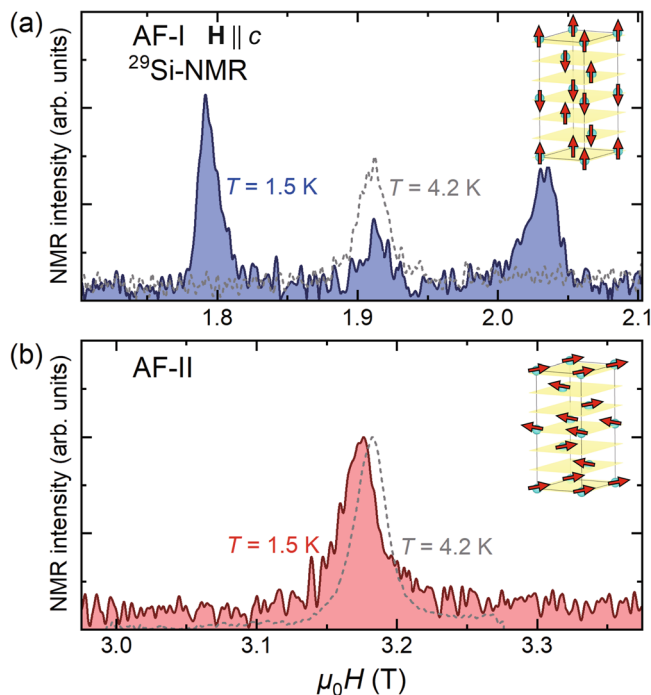 (a)
AF-I H || c
²⁹Si-NMR
T = 1.5 K
T = 4.2 K
NMR intensity (arb. units)
1.8
1.9
2.0
2.1
(b)
AF-II
T = 1.5 K
T = 4.2 K
NMR intensity (arb. units)
3.0
3.1
3.2
3.3
μ₀H (T)